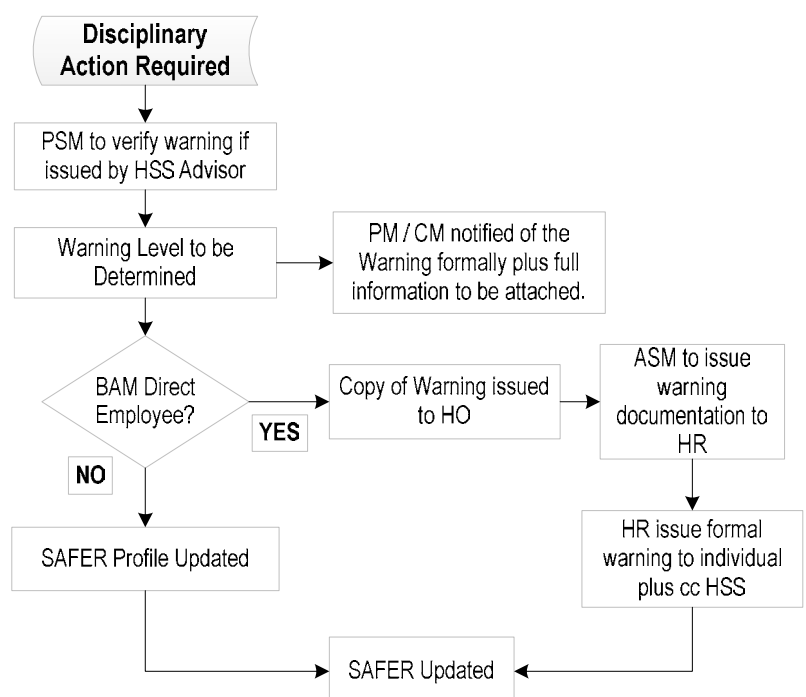 Disciplinary
Action Required
PSM to verify warning if
issued by HSS Advisor
Warning Level to be
Determined
PM / CM notified of the
Warning formally plus full
information to be attached.
BAM Direct
Employee?
YES
NO
Copy of Warning issued
to HO
ASM to issue
warning
documentation to
HR
SAFER Profile Updated
HR issue formal
warning to individual
plus cc HSS
SAFER Updated